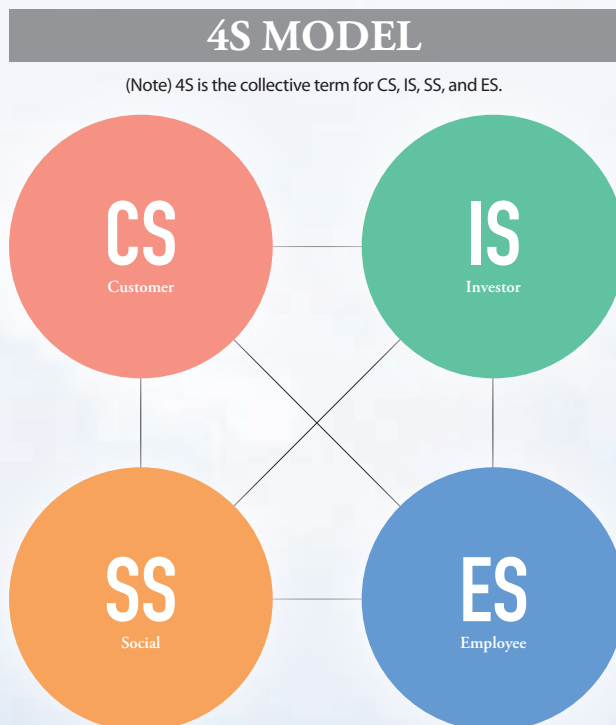 4S MODEL
(Note) 4S is the collective term for CS, IS, SS, and ES.
CS
Customer
IS
Investor
SS
Social
ES
Employee